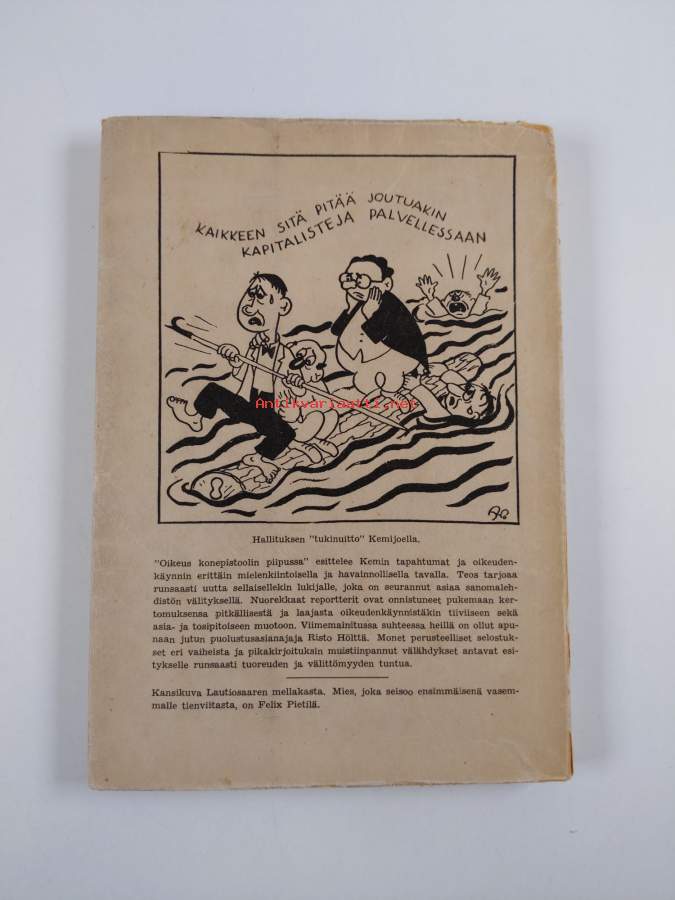 KAIKKEEN SITÄ PITÄÄ JOUTUAKIN
KAPITALISTEJA PALVELLESSAAN
Antikvariaatti.net
Hallituksen "tukinuitto" Kemijoella.
"Oikeus konepistoolin piipussa" esittelee Kemin tapahtumat ja oikeuden-
käynnin erittäin mielenkiintoisella ja havainnollisella tavalla. Teos tarjoaa
runsaasti uutta sellaisellekin lukijalle, joka on seurannut asiaa sanomaleh-
distön välityksellä. Nuorekkaat reportterit ovat onnistuneet pukemaan ker-
tomuksensa pitkällisestä ja laajasta oikeudenkäynnistäkin tiiviiseen sekä
asia- ja tosipitoiseen muotoon. Viimemainitussa suhteessa heillä on ollut apu-
naan jutun puolustusasianajaja Risto Hölttä. Monet perusteelliset selostuk-
set eri vaiheista ja pikakirjoituksin muistiinpannut välähdykset antavat esi-
tykselle runsaasti tuoreuden ja välittömyyden tuntua.
Kansikuva Lautiosaaren mellakasta. Mies, joka seisoo ensimmäisenä vasem-
malle tienviitasta, on Felix Pietilä.